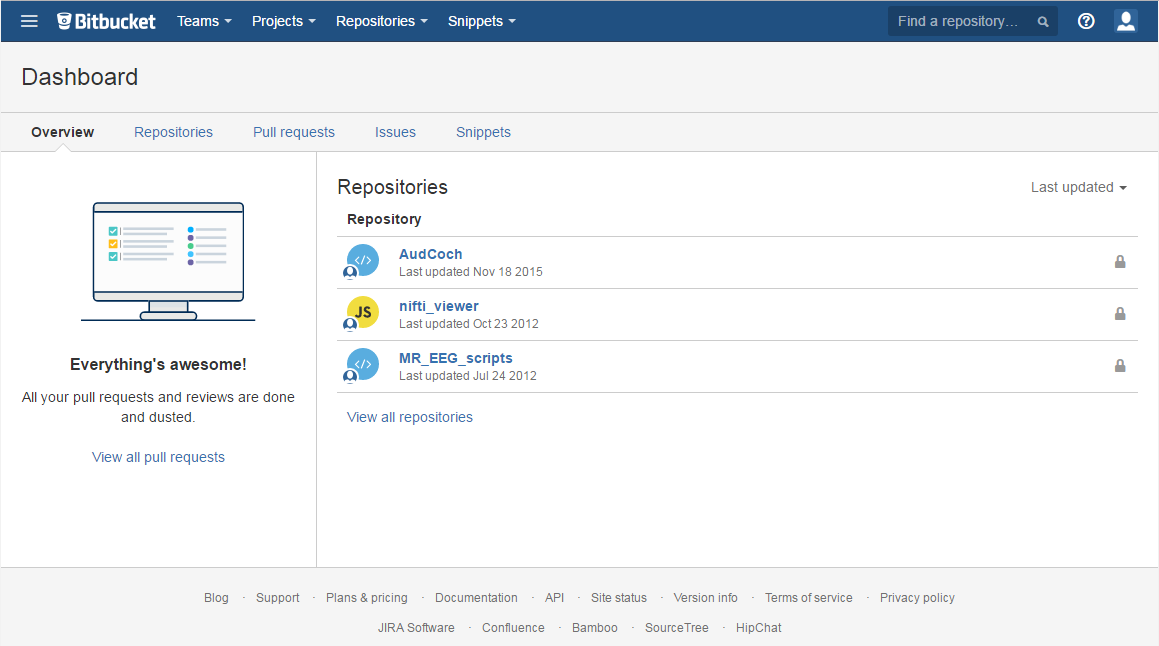 Bitbucket Teams Projects Repositories Snippets Find a repository...
Dashboard
Overview Repositories Pull requests Issues Snippets
Repositories Last updated
Repository
AudCoch
Last updated Nov 18 2015
JS nifti_viewer
Last updated Oct 23 2012
MR_EEG_scripts
Last updated Jul 24 2012
View all repositories
Everything's awesome!
All your pull requests and reviews are done
and dusted.
View all pull requests
Blog · Support · Plans & pricing · Documentation · API · Site status · Version info · Terms of service · Privacy policy
JIRA Software · Confluence · Bamboo · SourceTree · HipChat